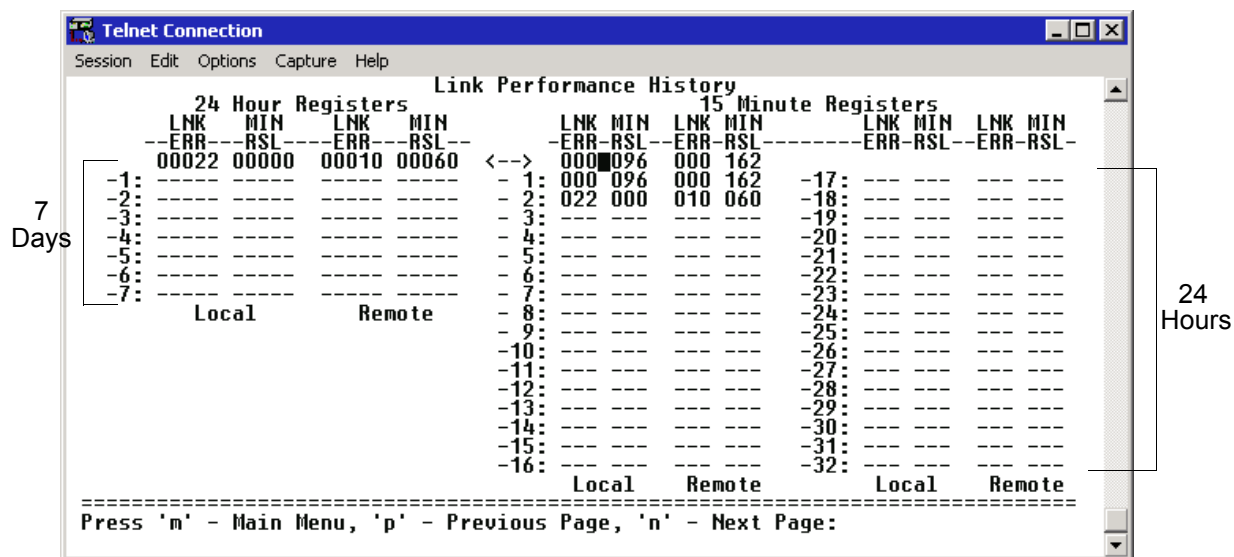 Telnet Connection
Session Edit Options Capture Help
Link Performance History
24 Hour Registers 15 Minute Registers
LNK MIN LNK MIN LNK MIN LNK MIN LNK MIN LNK MIN
--ERR---RSL----ERR---RSL-- -ERR-RSL--ERR-RSL--------ERR-RSL--ERR-RSL-
00022 00000 00010 00060 <--> 000 096 000 162
-1: ----- ----- ----- ----- - 1: 000 096 000 162 -17: --- --- --- ---
-2: ----- ----- ----- ----- - 2: 022 000 010 060 -18: --- --- --- ---
-3: ----- ----- ----- ----- - 3: --- --- --- --- -19: --- --- --- ---
-4: ----- ----- ----- ----- - 4: --- --- --- --- -20: --- --- --- ---
-5: ----- ----- ----- ----- - 5: --- --- --- --- -21: --- --- --- ---
-6: ----- ----- ----- ----- - 6: --- --- --- --- -22: --- --- --- ---
-7: ----- ----- ----- ----- - 7: --- --- --- --- -23: --- --- --- ---
Local Remote - 8: --- --- --- --- -24: --- --- --- ---
- 9: --- --- --- --- -25: --- --- --- ---
-10: --- --- --- --- -26: --- --- --- ---
-11: --- --- --- --- -27: --- --- --- ---
-12: --- --- --- --- -28: --- --- --- ---
-13: --- --- --- --- -29: --- --- --- ---
-14: --- --- --- --- -30: --- --- --- ---
-15: --- --- --- --- -31: --- --- --- ---
-16: --- --- --- --- -32: --- --- --- ---
Local Remote Local Remote
================================================================================
Press 'm' - Main Menu, 'p' - Previous Page, 'n' - Next Page:
7
Days
24
Hours